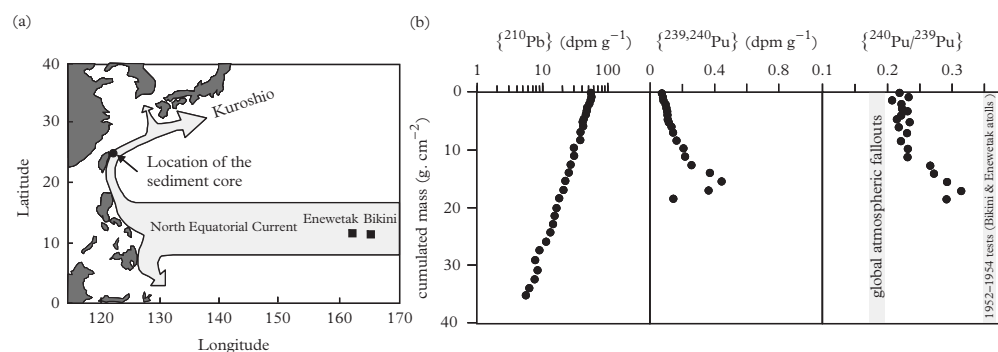 (a)
40
30
20
10
0
Latitude
120
130
140
150
160
170
Longitude
Kuroshio
Location of the
sediment core
North Equatorial Current
Enewetak Bikini
(b)
{²¹⁰Pb} (dpm g⁻¹)
{²³⁹,²⁴⁰Pu} (dpm g⁻¹)
{²⁴⁰Pu/²³⁹Pu}
1
10
100
0
0.4
0.8
0.1
0.2
0.3
0
10
20
30
40
cumulated mass (g. cm⁻²)
global atmospheric fallouts
1952–1954 tests (Bikini & Enewetak atolls )